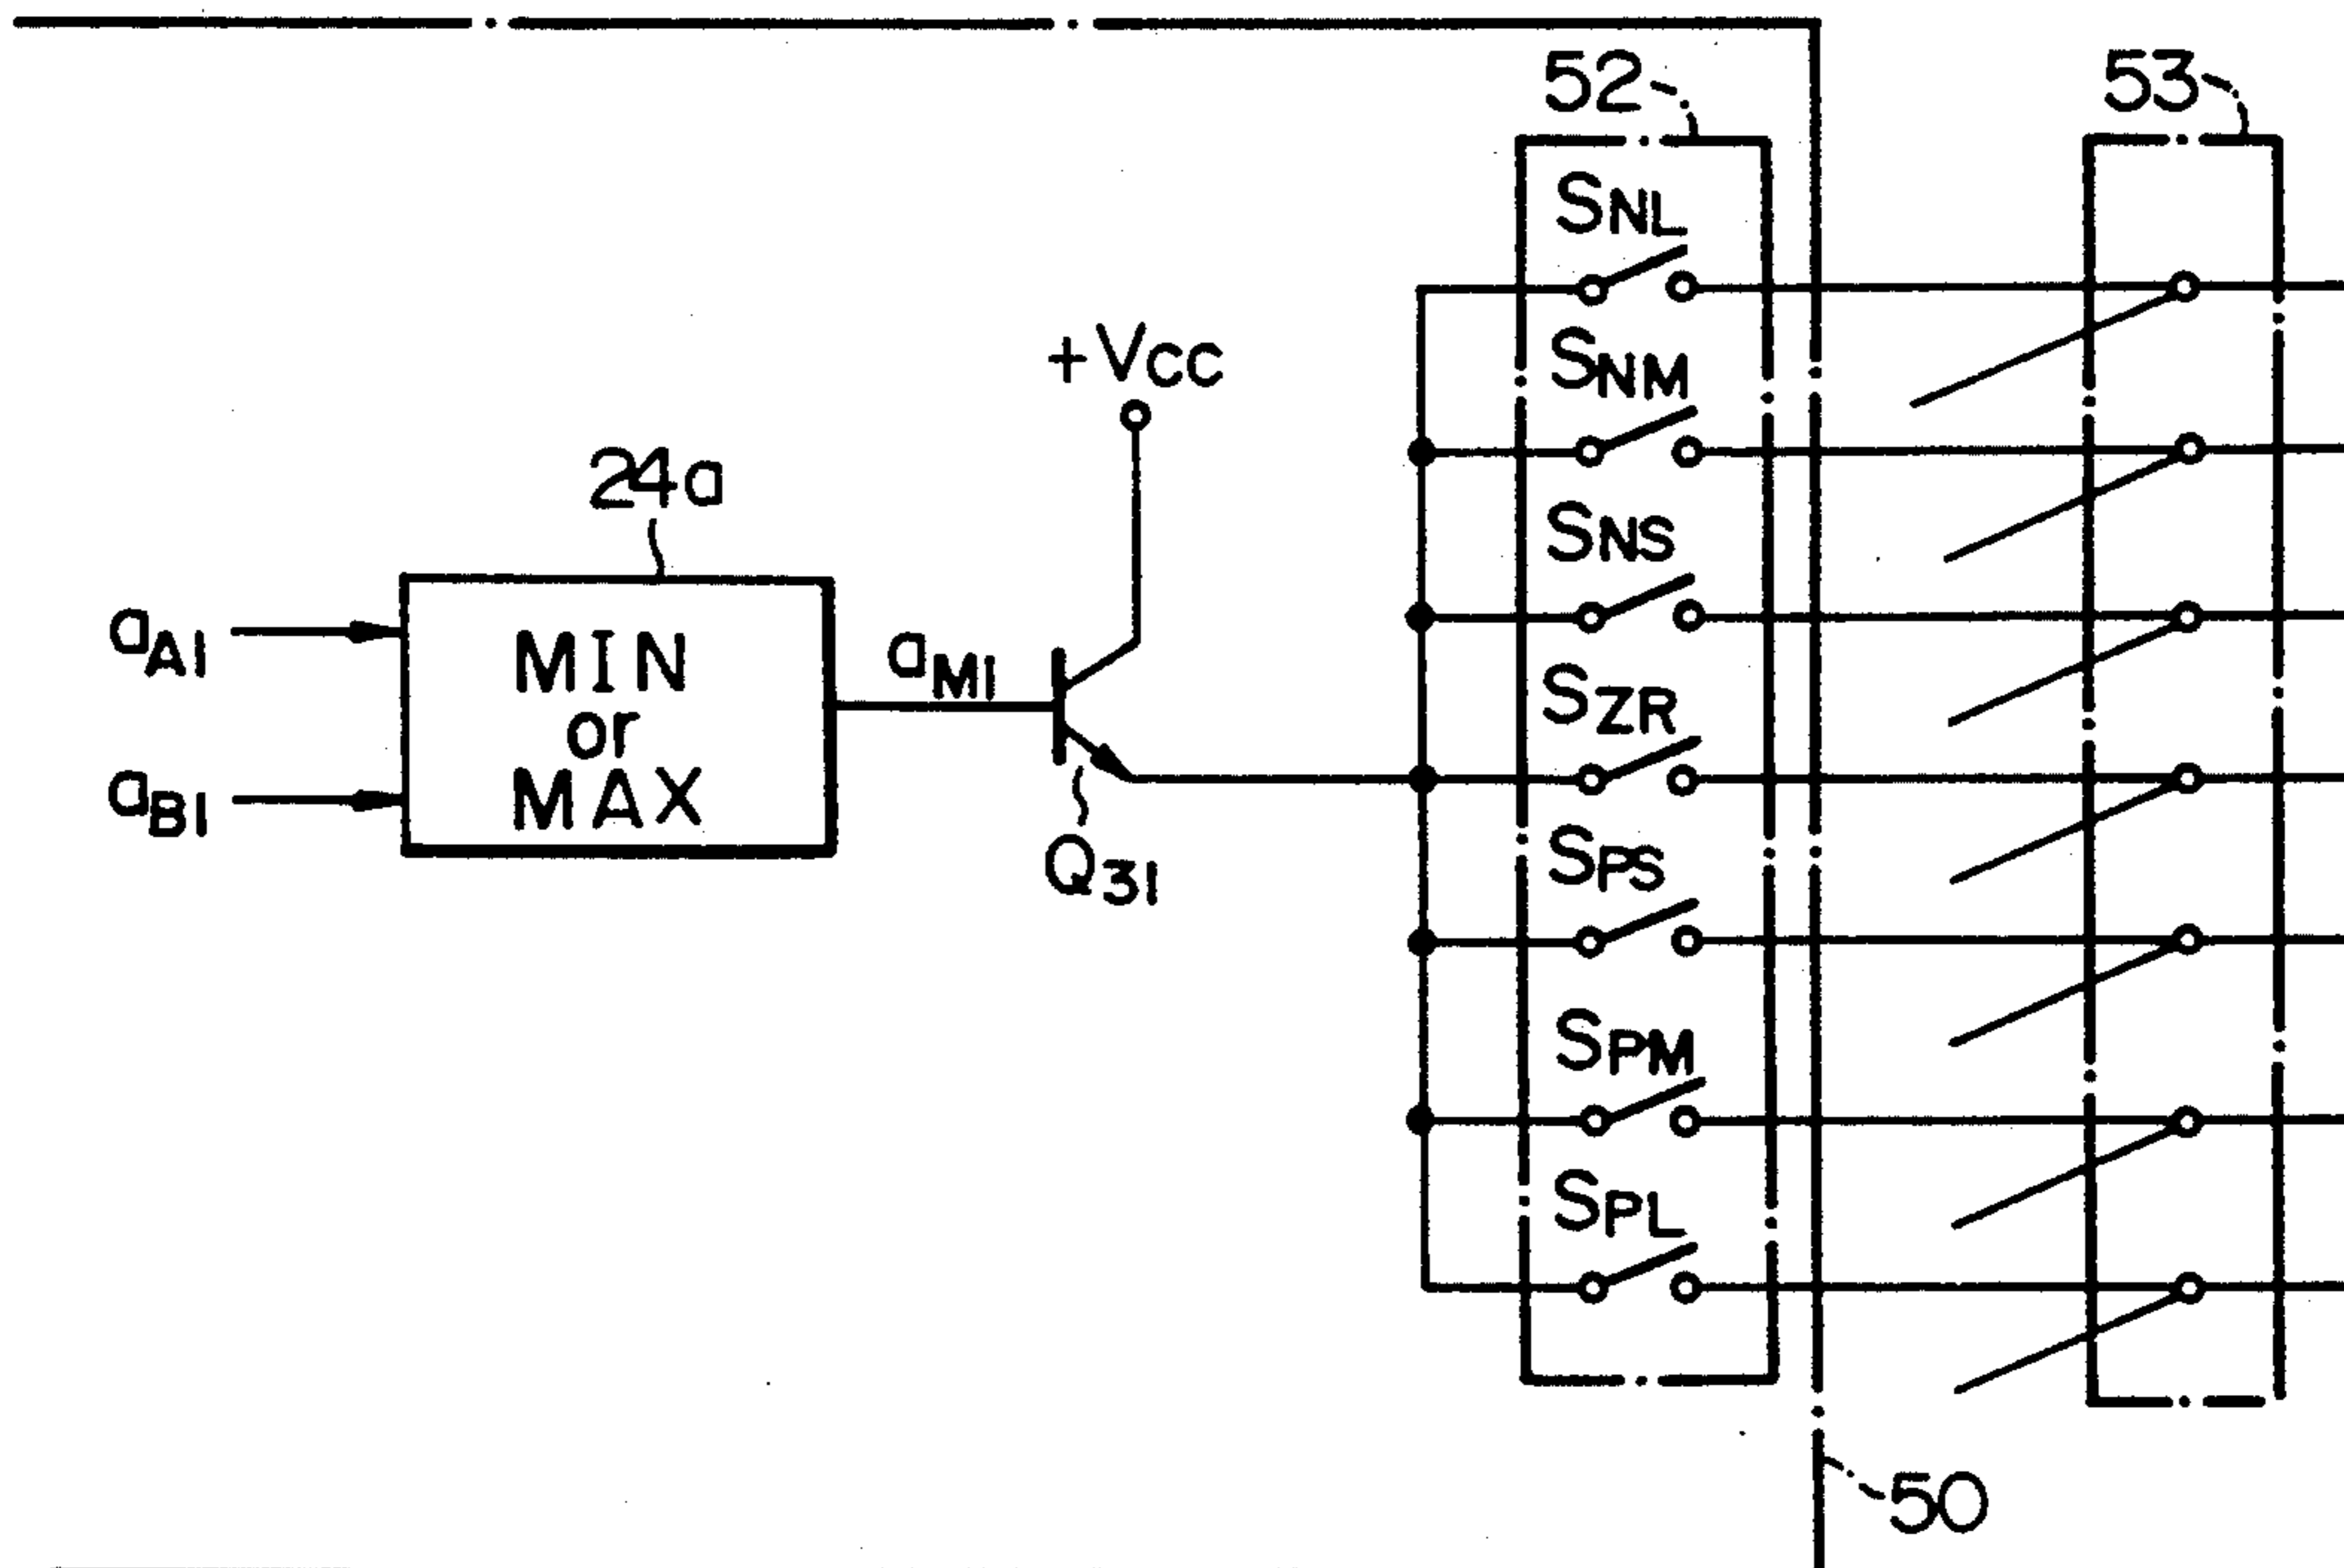 52
53
SNL
+VCC
SNM
24a
SNS
aA1
MIN
or
MAX
aM1
SZR
aB1
Q31
SPS
SPM
SPL
50